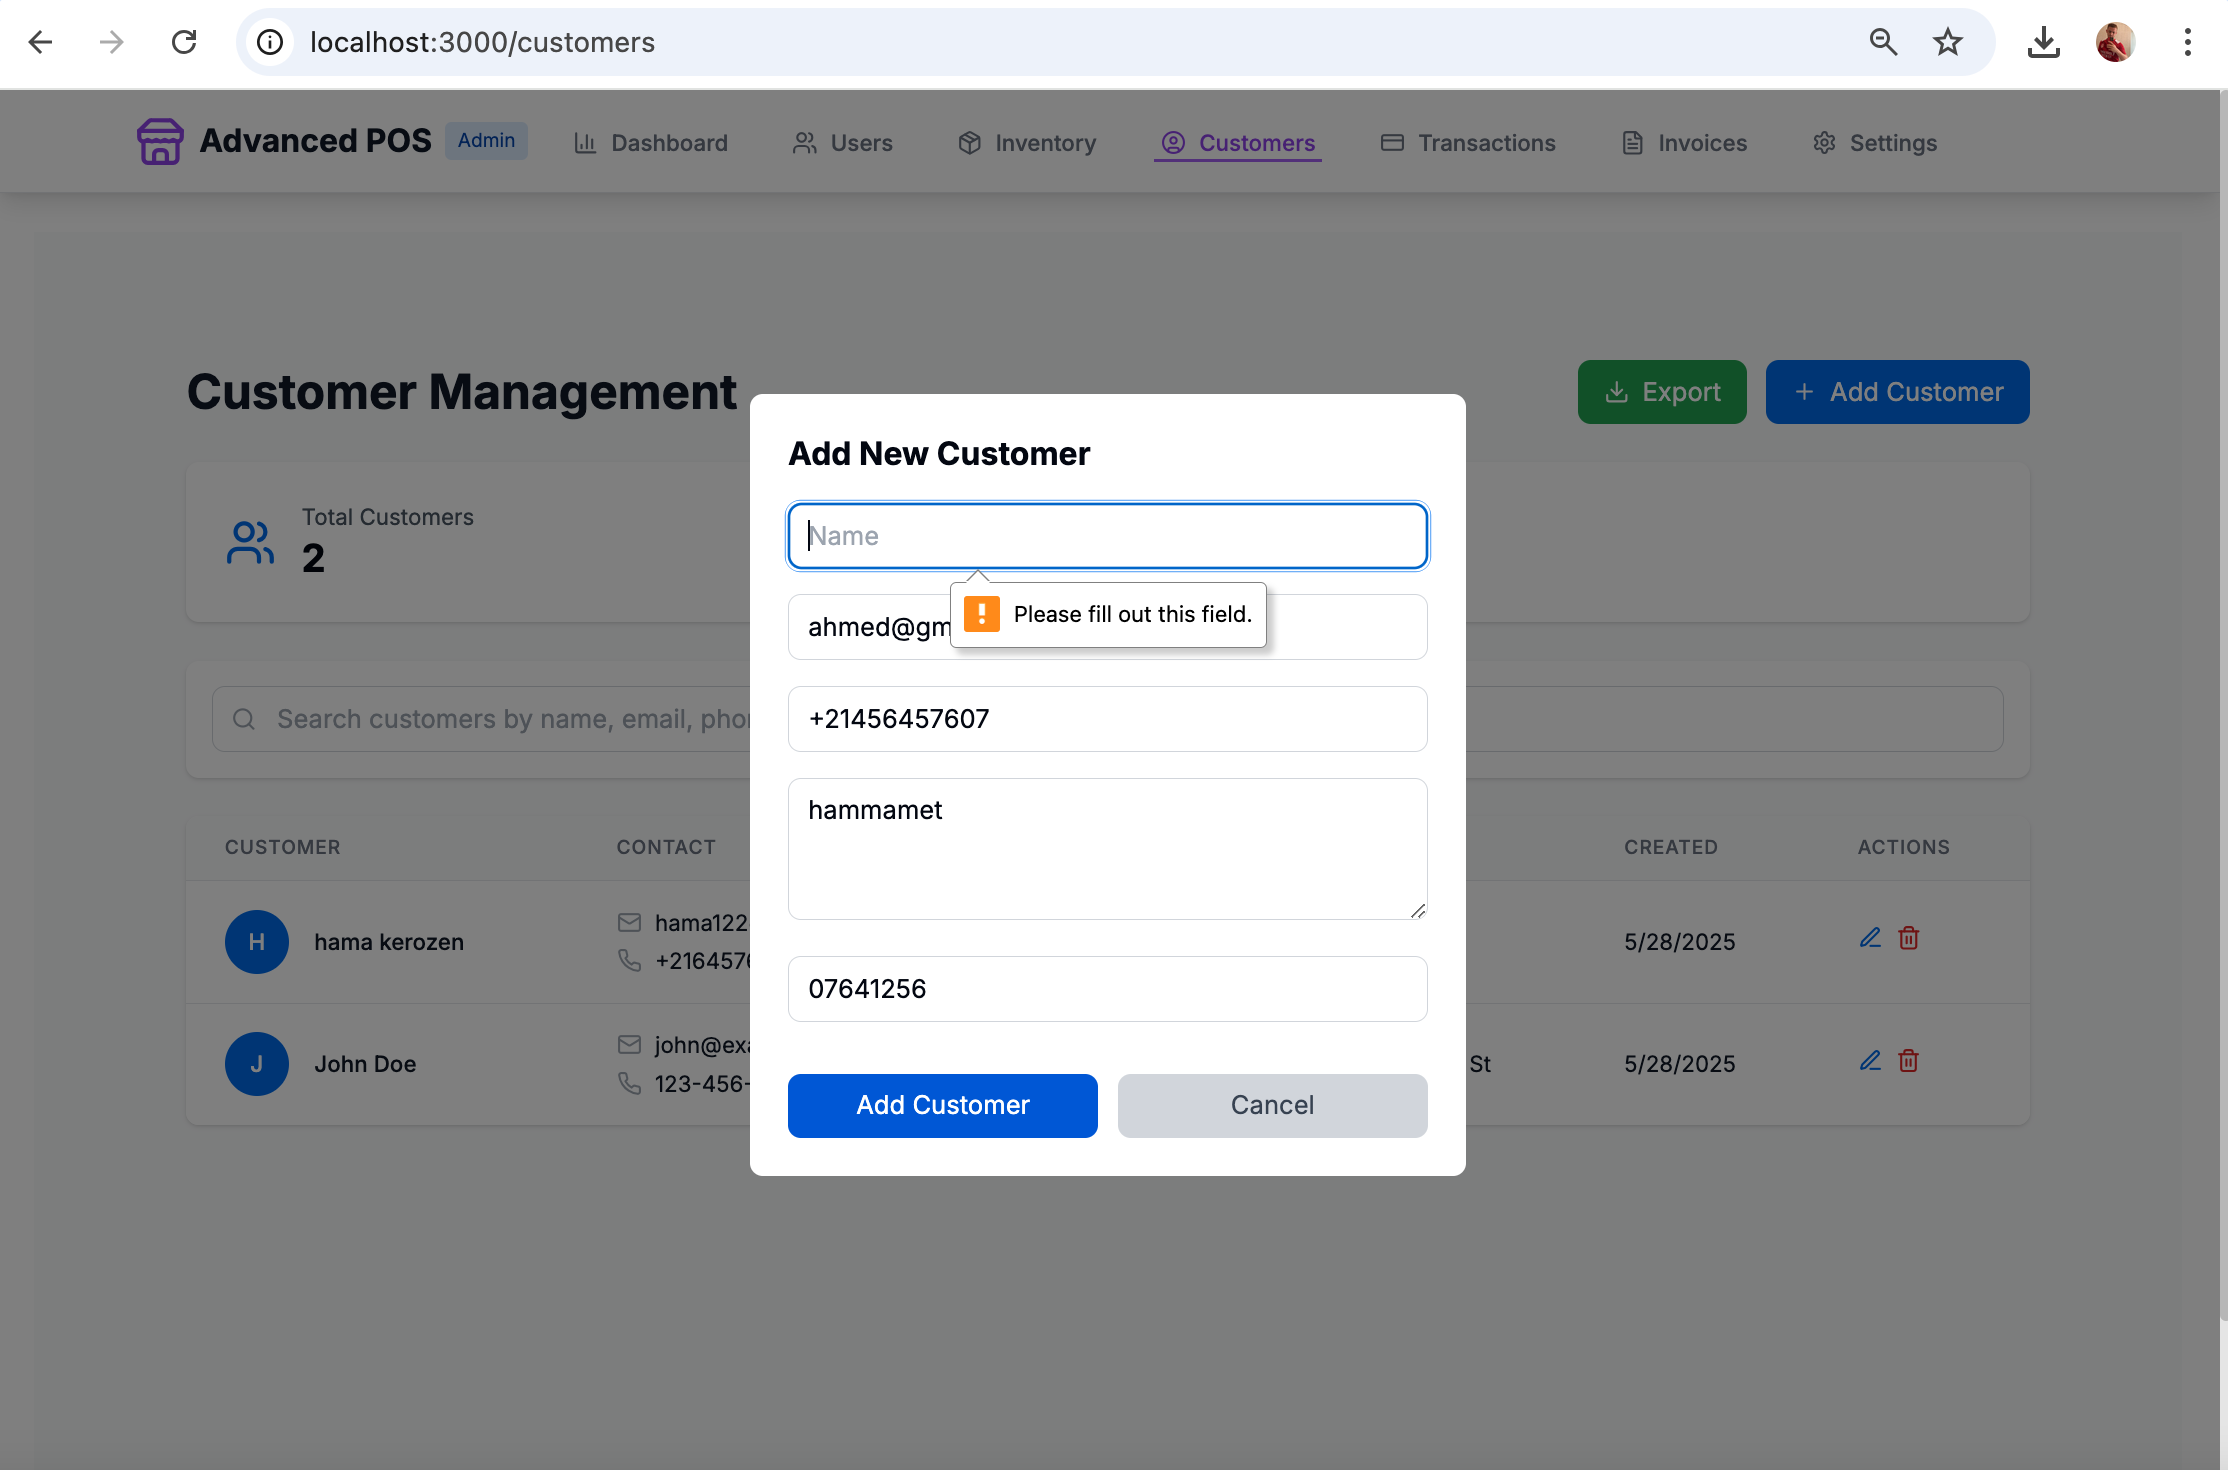 localhost:3000/customers
Advanced POS Admin Dashboard Users Inventory Customers Transactions Invoices Settings
Customer Management
Export
+ Add Customer
Total Customers
2
Search customers by name, email, pho
CUSTOMER CONTACT CREATED ACTIONS
H hama kerozen hama122 5/28/2025
+216457
J John Doe john@ex St 5/28/2025
123-456-
Add New Customer
Name
Please fill out this field.
ahmed@gm
+21456457607
hammamet
07641256
Add Customer
Cancel